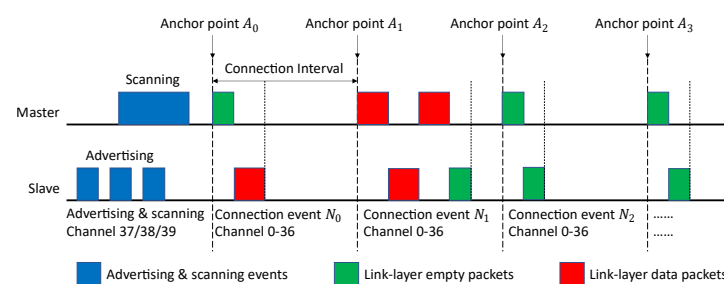 Anchor point A₀ Anchor point A₁ Anchor point A₂ Anchor point A₃
Connection Interval
Scanning
Master
Advertising
Slave
Advertising & scanning
Channel 37/38/39
Connection event N₀
Channel 0-36
Connection event N₁
Channel 0-36
Connection event N₂
Channel 0-36
......
......
Advertising & scanning events Link-layer empty packets Link-layer data packets